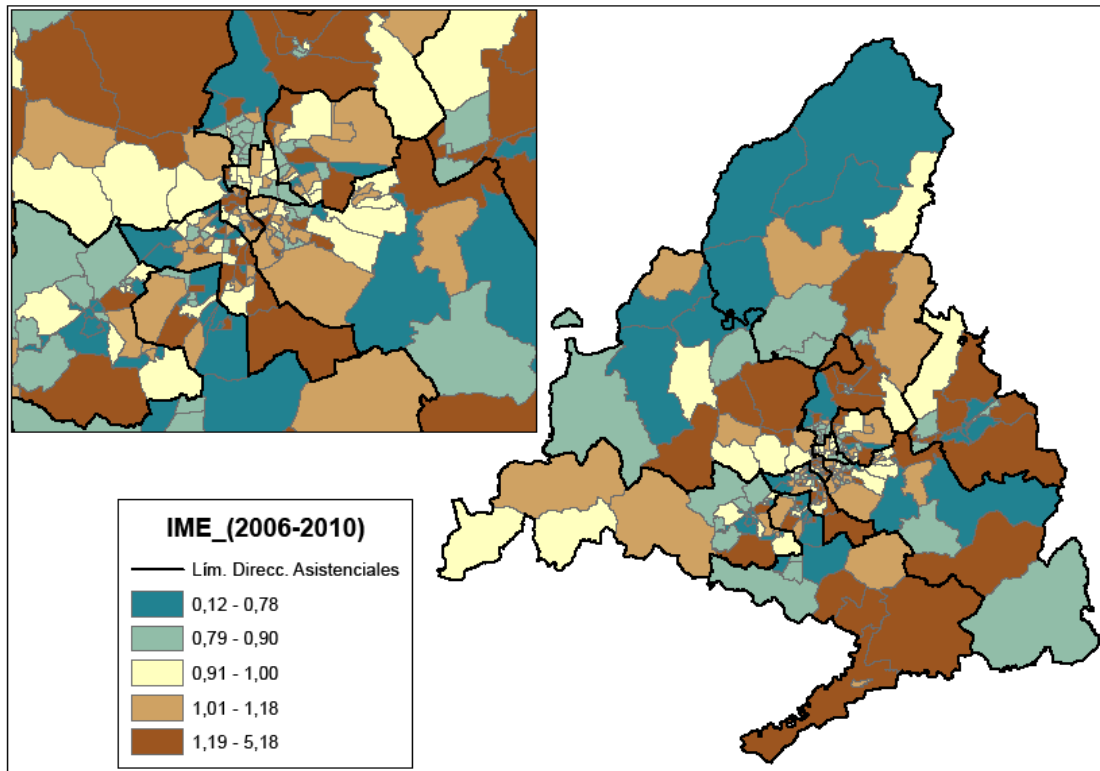 IME_(2006-2010)
Lím. Direcc. Asistenciales
0,12 - 0,78
0,79 - 0,90
0,91 - 1,00
1,01 - 1,18
1,19 - 5,18